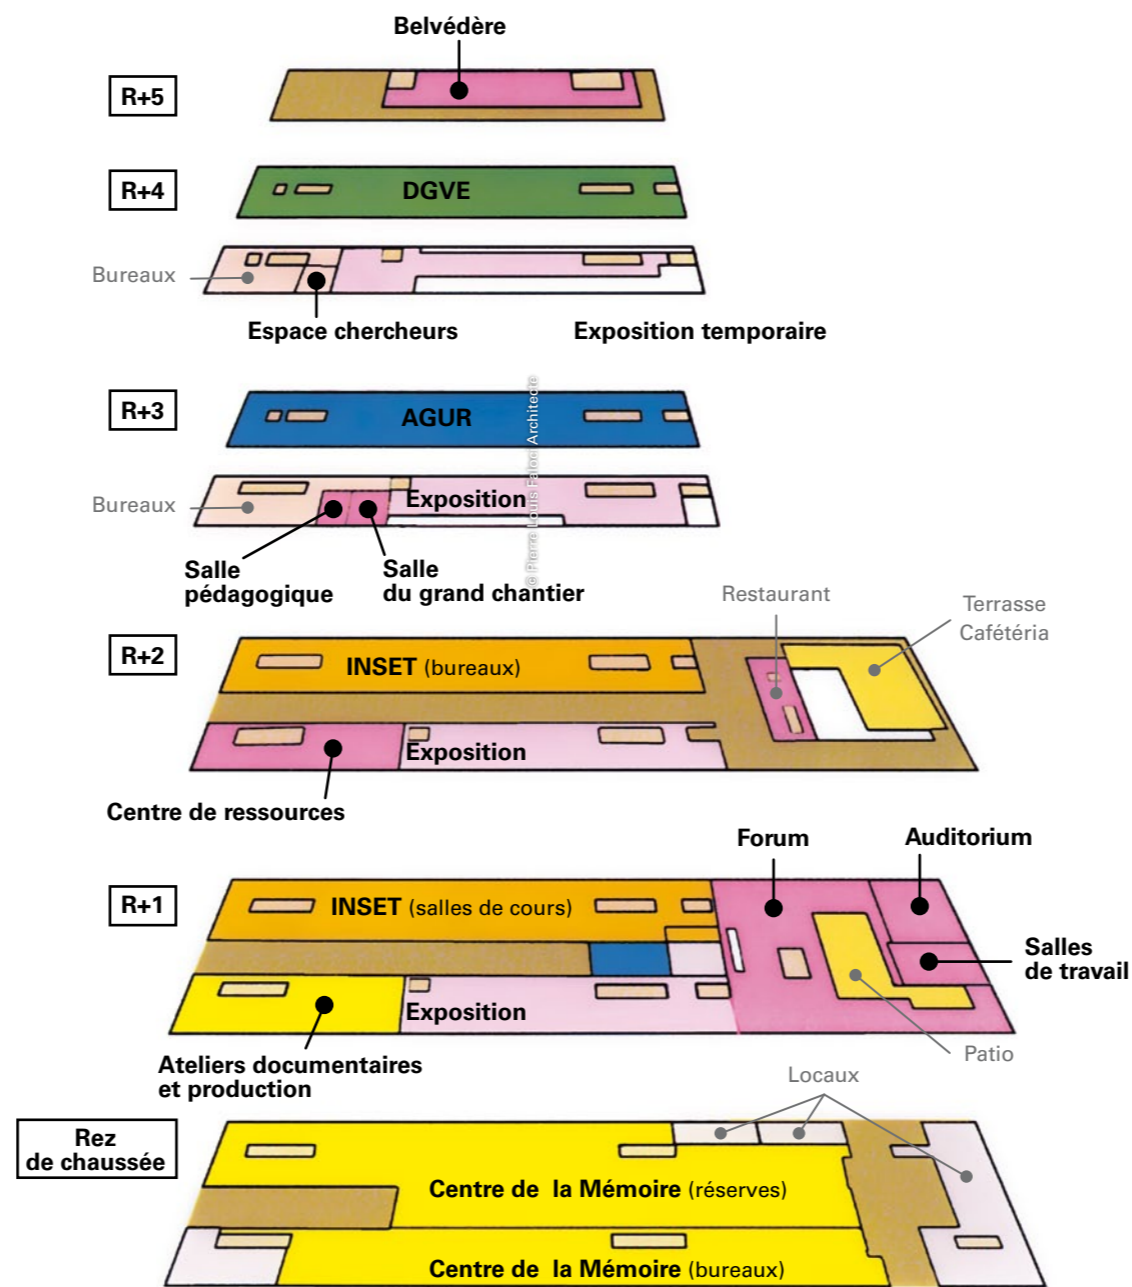 Belvédère
R+5
R+4
DGVE
Bureaux
Espace chercheurs
Exposition temporaire
R+3
AGUR
Bureaux
Exposition
Salle
pédagogique
Salle
du grand chantier
© Pierre Louis Faloci Architecte
Restaurant
Terrasse
Cafétéria
R+2
INSET (bureaux)
Exposition
Centre de ressources
Forum
Auditorium
R+1
INSET (salles de cours)
Salles
de travail
Exposition
Ateliers documentaires
et production
Patio
Locaux
Rez
de chaussée
Centre de la Mémoire (réserves)
Centre de la Mémoire (bureaux)